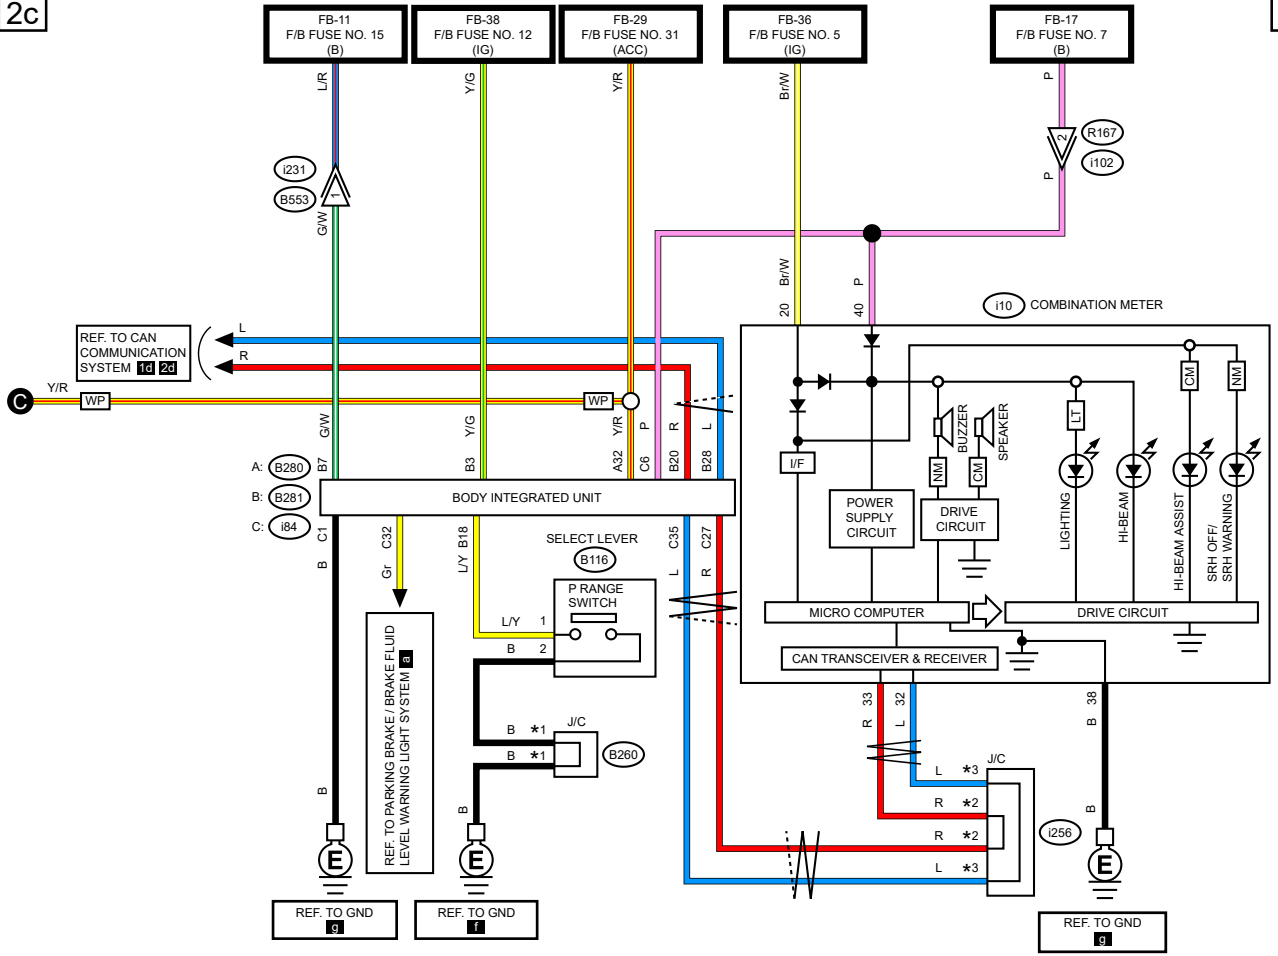 2c
FB-11
F/B FUSE NO. 15
(B)
FB-38
F/B FUSE NO. 12
(IG)
FB-29
F/B FUSE NO. 31
(ACC)
FB-36
F/B FUSE NO. 5
(IG)
FB-17
F/B FUSE NO. 7
(B)
L/R
Y/G
Y/R
Br/W
P
2
R167
i102
P
i231
B553
1
G/W
Br/W
P
20
40
i10
COMBINATION METER
REF. TO CAN
COMMUNICATION
SYSTEM 1d 2d
L
R
C
Y/R
WP
WP
G/W
Y/G
Y/R
P
R
L
A: B280
B: B281
C: i84
B7
B3
A32
C6
B20
B28
BODY INTEGRATED UNIT
C1
C32
B18
C35
C27
B
Gr
L/Y
L
R
SELECT LEVER
B116
P RANGE
SWITCH
L/Y 1
B 2
J/C
B *1
B *1
B260
REF. TO PARKING BRAKE / BRAKE FLUID
LEVEL WARNING LIGHT SYSTEM a
B
B
E
E
REF. TO GND
g
REF. TO GND
f
I/F
POWER
SUPPLY
CIRCUIT
BUZZER
SPEAKER
NM
CM
DRIVE
CIRCUIT
LT
CM
NM
LIGHTING
HI-BEAM
HI-BEAM ASSIST
SRH OFF/
SRH WARNING
MICRO COMPUTER
DRIVE CIRCUIT
CAN TRANSCEIVER & RECEIVER
33
32
38
R
L
B
J/C
L *3
R *2
R *2
L *3
i256
B
E
REF. TO GND
g